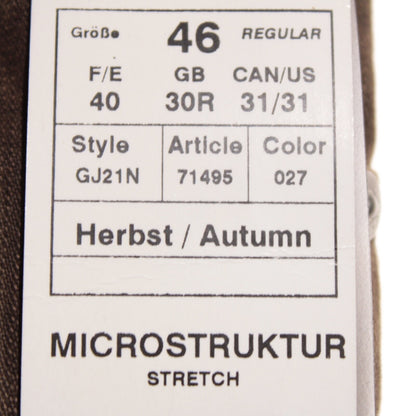 Größe 46 REGULAR
F/E GB CAN/US
40 30R 31/31
Style Article Color
GJ21N 71495 027
Herbst / Autumn
MICROSTRUKTUR
STRETCH